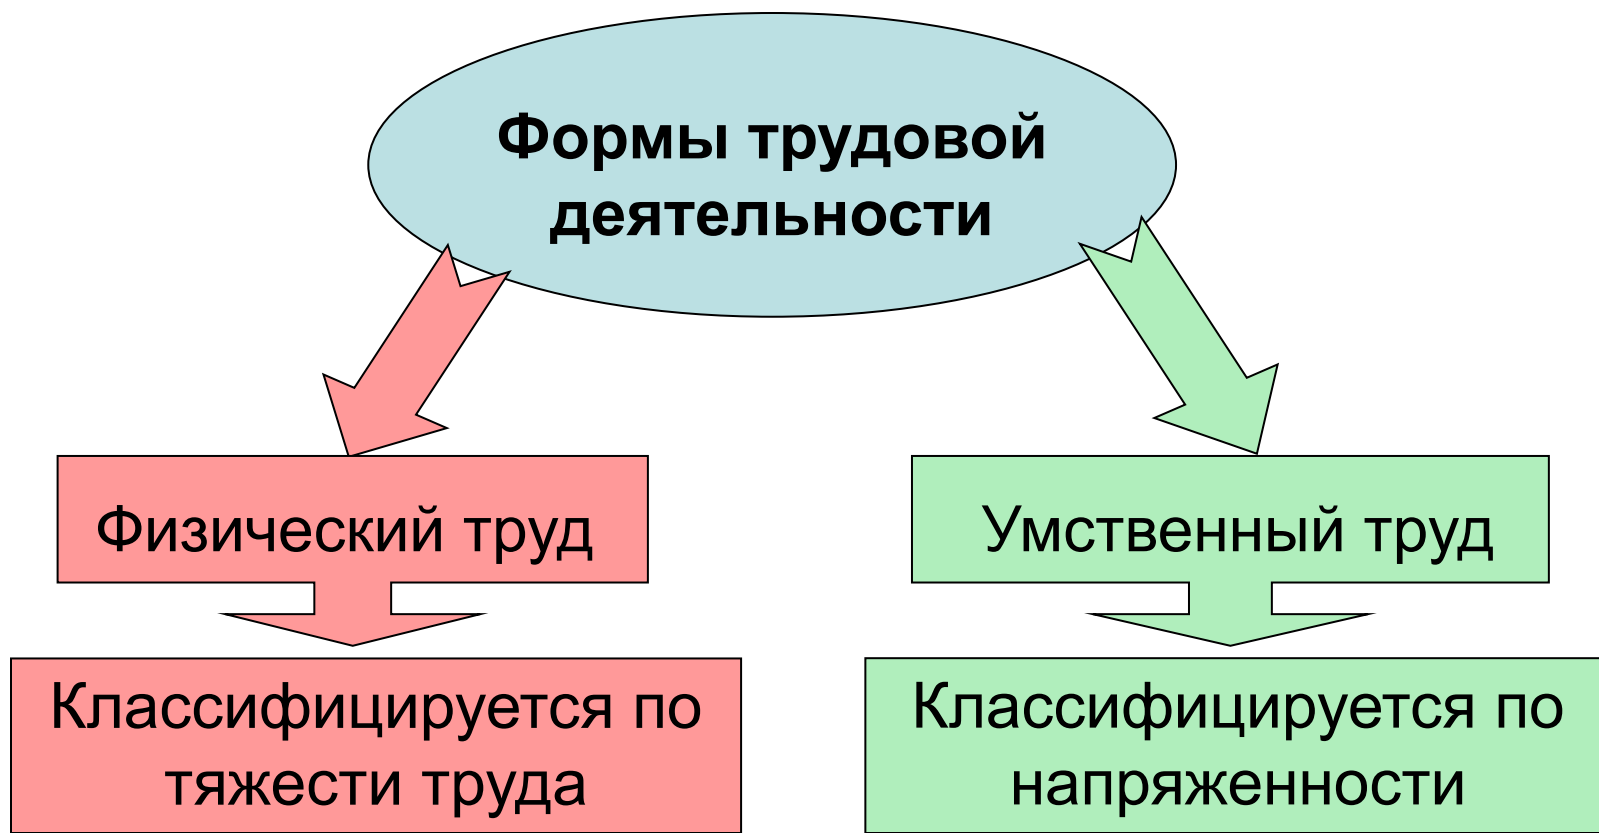 Формы трудовой
деятельности
Физический труд
Умственный труд
Классифицируется по
тяжести труда
Классифицируется по
напряженности